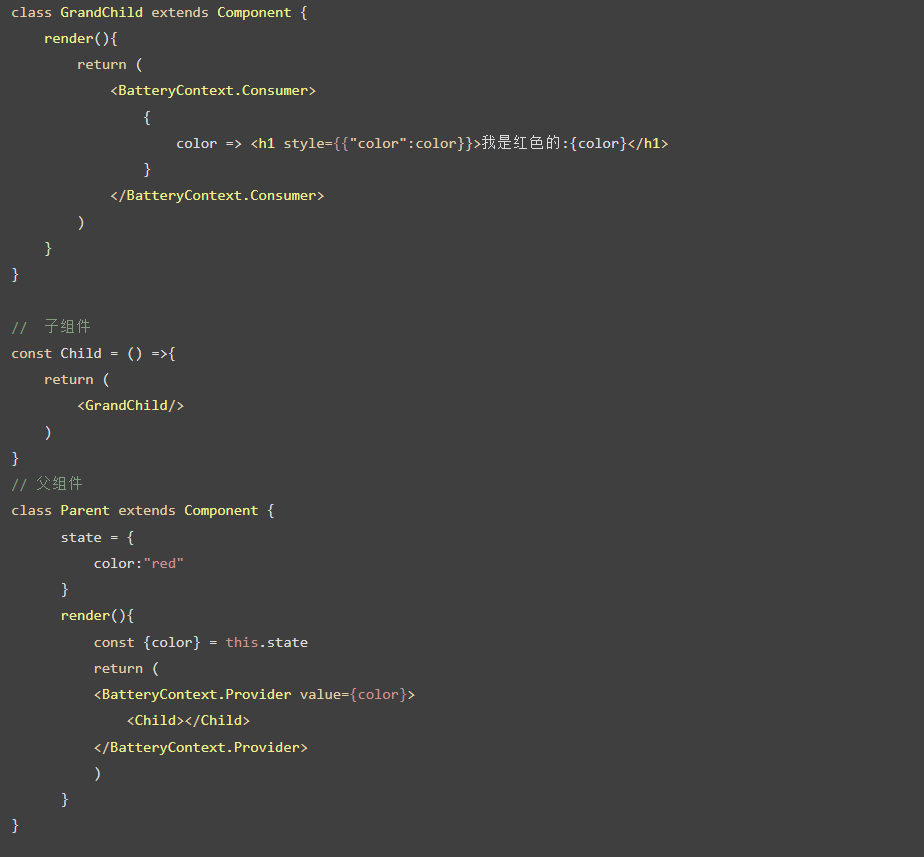 class GrandChild extends Component {
    render(){
        return (
            <BatteryContext.Consumer>
                {
                    color => <h1 style={{"color":color}}>我是红色的:{color}</h1>
                }
            </BatteryContext.Consumer>
        )
    }
}

//  子组件
const Child = () =>{
    return (
        <GrandChild/>
    )
}
// 父组件
class Parent extends Component {
      state = {
          color:"red"
      }
      render(){
          const {color} = this.state
          return (
          <BatteryContext.Provider value={color}>
              <Child></Child>
          </BatteryContext.Provider>
          )
      }
}